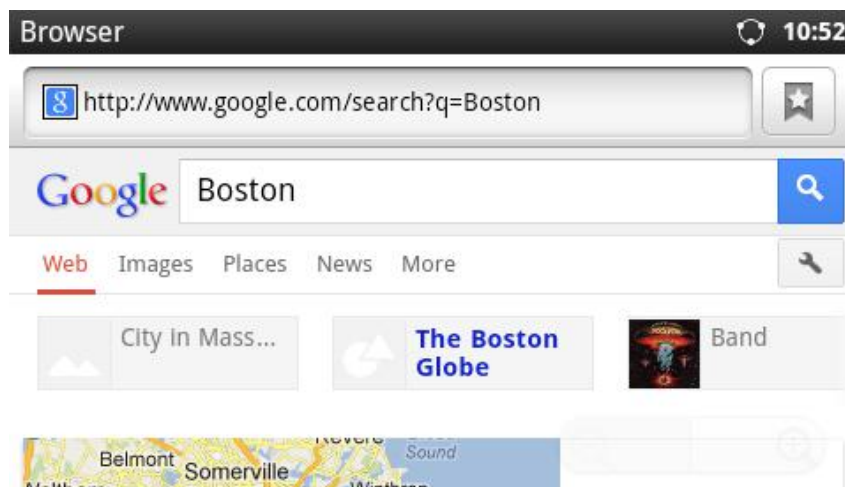 Browser
10:52
http://www.google.com/search?q=Boston
Google
Boston
Web Images Places News More
City in Mass...
The Boston
Globe
Band
Revere
Sound
Belmont
Somerville
Winthrop